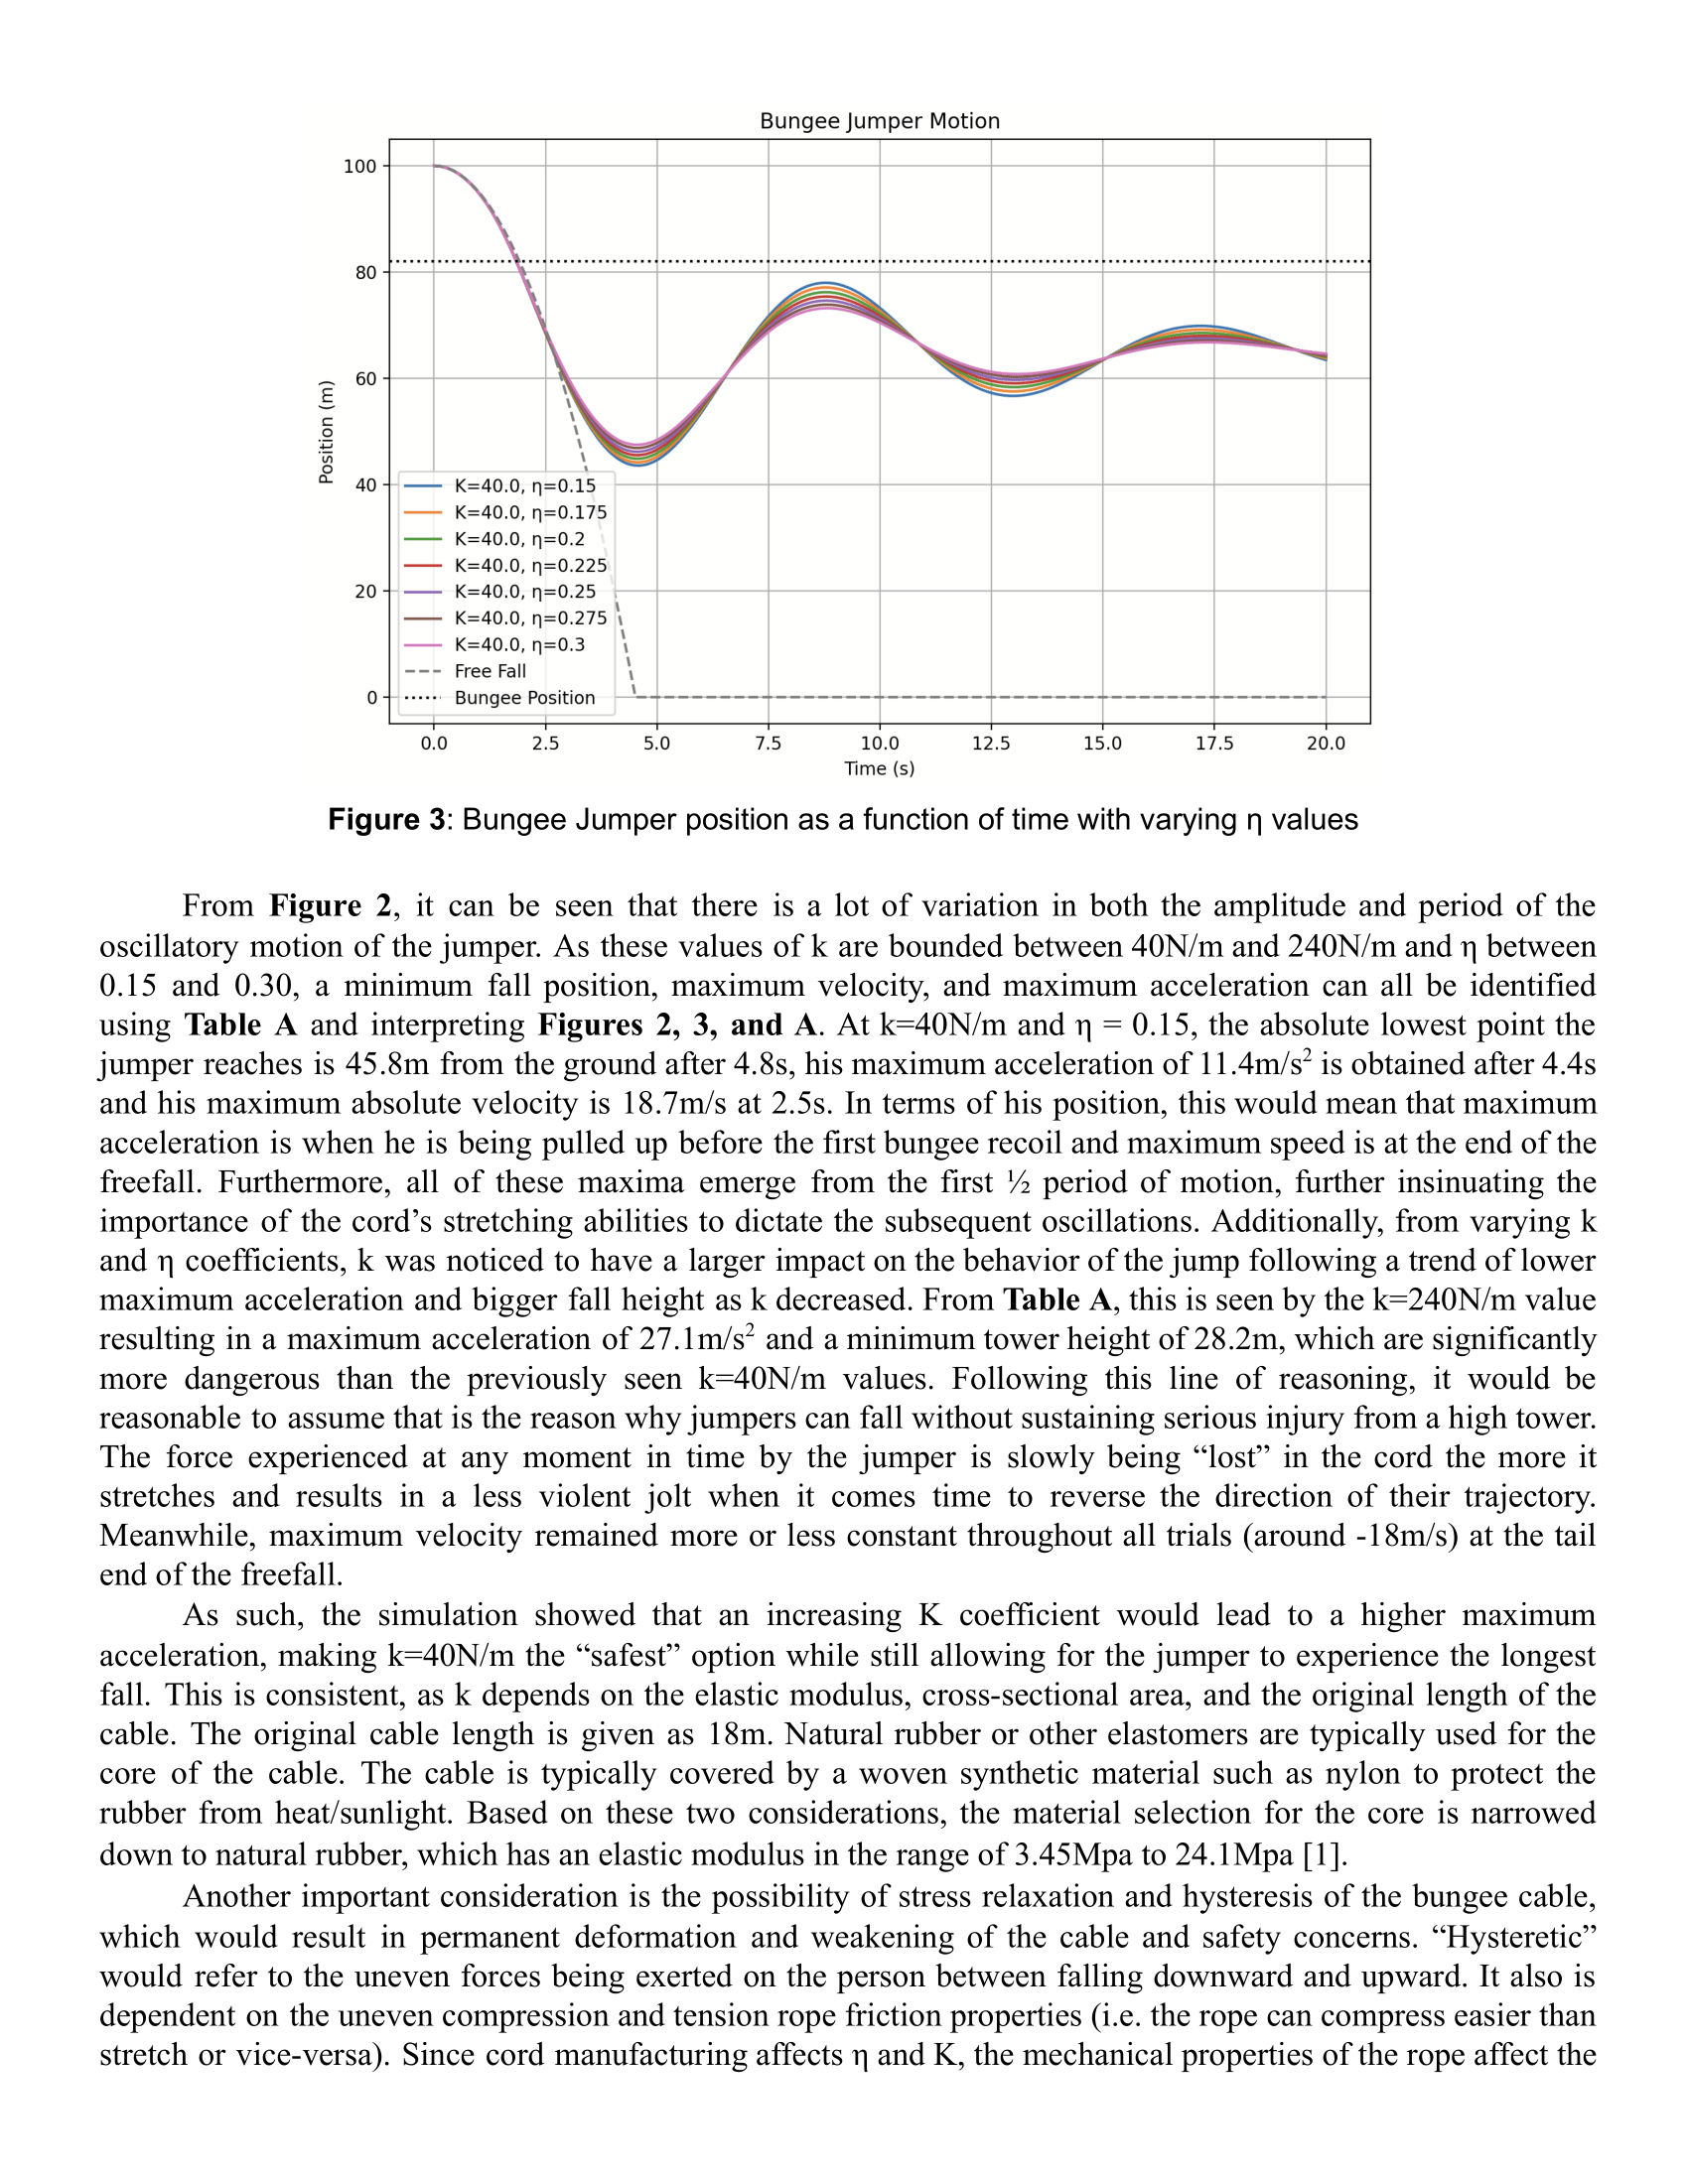 Bungee Jumper Motion
100
80
60
40
20
0
Position (m)
K=40.0, η=0.15
K=40.0, η=0.175
K=40.0, η=0.2
K=40.0, η=0.225
K=40.0, η=0.25
K=40.0, η=0.275
K=40.0, η=0.3
Free Fall
Bungee Position
0.0 2.5 5.0 7.5 10.0 12.5 15.0 17.5 20.0
Time (s)
Figure 3: Bungee Jumper position as a function of time with varying η values
From Figure 2, it can be seen that there is a lot of variation in both the amplitude and period of the
oscillatory motion of the jumper. As these values of k are bounded between 40N/m and 240N/m and η between
0.15 and 0.30, a minimum fall position, maximum velocity, and maximum acceleration can all be identified
using Table A and interpreting Figures 2, 3, and A. At k=40N/m and η = 0.15, the absolute lowest point the
jumper reaches is 45.8m from the ground after 4.8s, his maximum acceleration of 11.4m/s² is obtained after 4.4s
and his maximum absolute velocity is 18.7m/s at 2.5s. In terms of his position, this would mean that maximum
acceleration is when he is being pulled up before the first bungee recoil and maximum speed is at the end of the
freefall. Furthermore, all of these maxima emerge from the first ½ period of motion, further insinuating the
importance of the cord’s stretching abilities to dictate the subsequent oscillations. Additionally, from varying k
and η coefficients, k was noticed to have a larger impact on the behavior of the jump following a trend of lower
maximum acceleration and bigger fall height as k decreased. From Table A, this is seen by the k=240N/m value
resulting in a maximum acceleration of 27.1m/s² and a minimum tower height of 28.2m, which are significantly
more dangerous than the previously seen k=40N/m values. Following this line of reasoning, it would be
reasonable to assume that is the reason why jumpers can fall without sustaining serious injury from a high tower.
The force experienced at any moment in time by the jumper is slowly being “lost” in the cord the more it
stretches and results in a less violent jolt when it comes time to reverse the direction of their trajectory.
Meanwhile, maximum velocity remained more or less constant throughout all trials (around -18m/s) at the tail
end of the freefall.
As such, the simulation showed that an increasing K coefficient would lead to a higher maximum
acceleration, making k=40N/m the “safest” option while still allowing for the jumper to experience the longest
fall. This is consistent, as k depends on the elastic modulus, cross-sectional area, and the original length of the
cable. The original cable length is given as 18m. Natural rubber or other elastomers are typically used for the
core of the cable. The cable is typically covered by a woven synthetic material such as nylon to protect the
rubber from heat/sunlight. Based on these two considerations, the material selection for the core is narrowed
down to natural rubber, which has an elastic modulus in the range of 3.45Mpa to 24.1Mpa [1].
Another important consideration is the possibility of stress relaxation and hysteresis of the bungee cable,
which would result in permanent deformation and weakening of the cable and safety concerns. “Hysteretic”
would refer to the uneven forces being exerted on the person between falling downward and upward. It also is
dependent on the uneven compression and tension rope friction properties (i.e. the rope can compress easier than
stretch or vice-versa). Since cord manufacturing affects η and K, the mechanical properties of the rope affect the